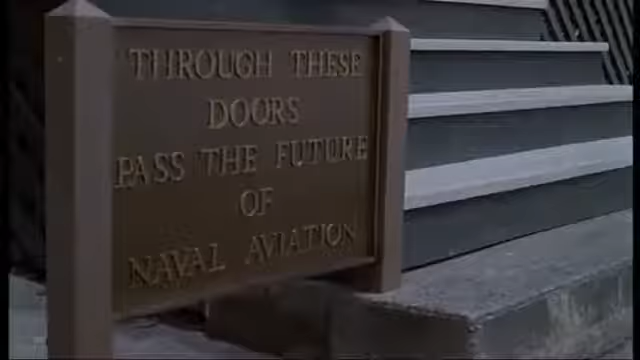 THROUGH THESE
DOORS
PASS THE FUTURE
OF
NAVAL AVIATION